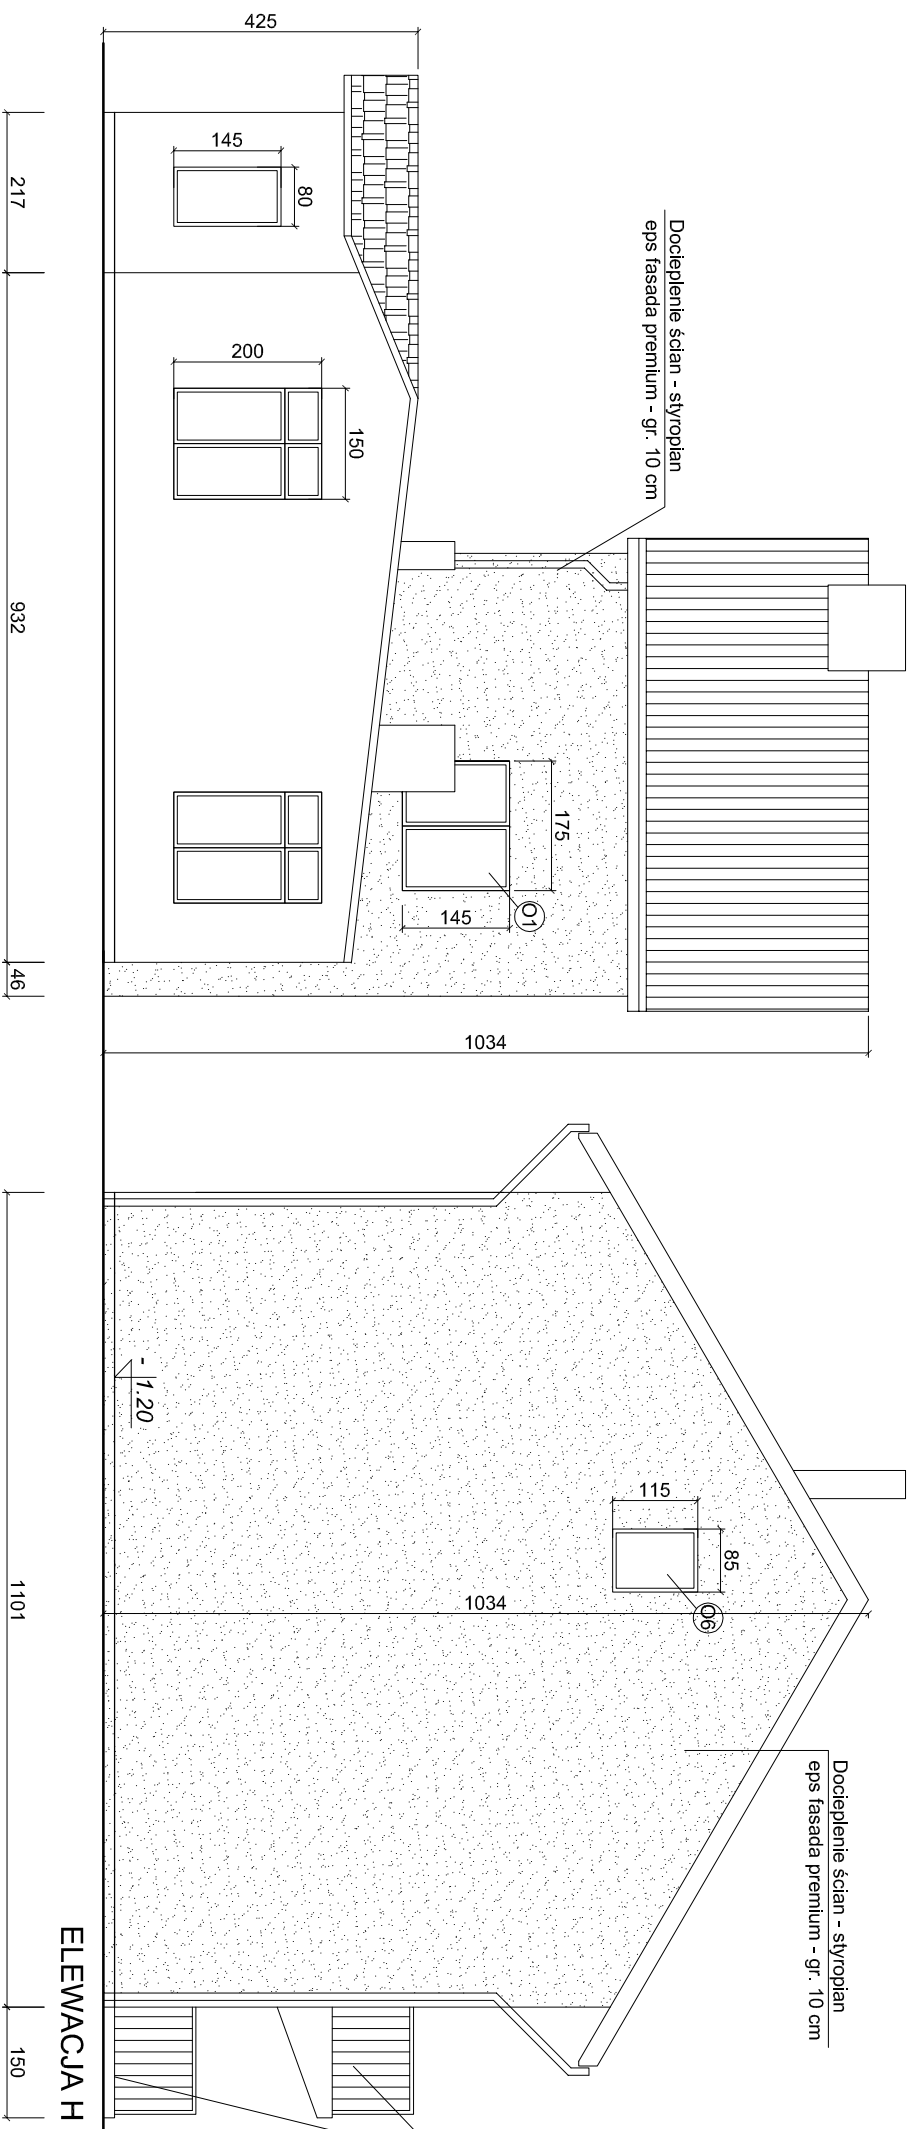 425
145
80
217
200
150
932
46
Docieplenie ścian - styropian
eps fasada premium - gr. 10 cm
175
145
O1
1034
-
1.20
115
85
O6
1034
1101
150
Docieplenie ścian - styropian
eps fasada premium - gr. 10 cm
ELEWACJA H